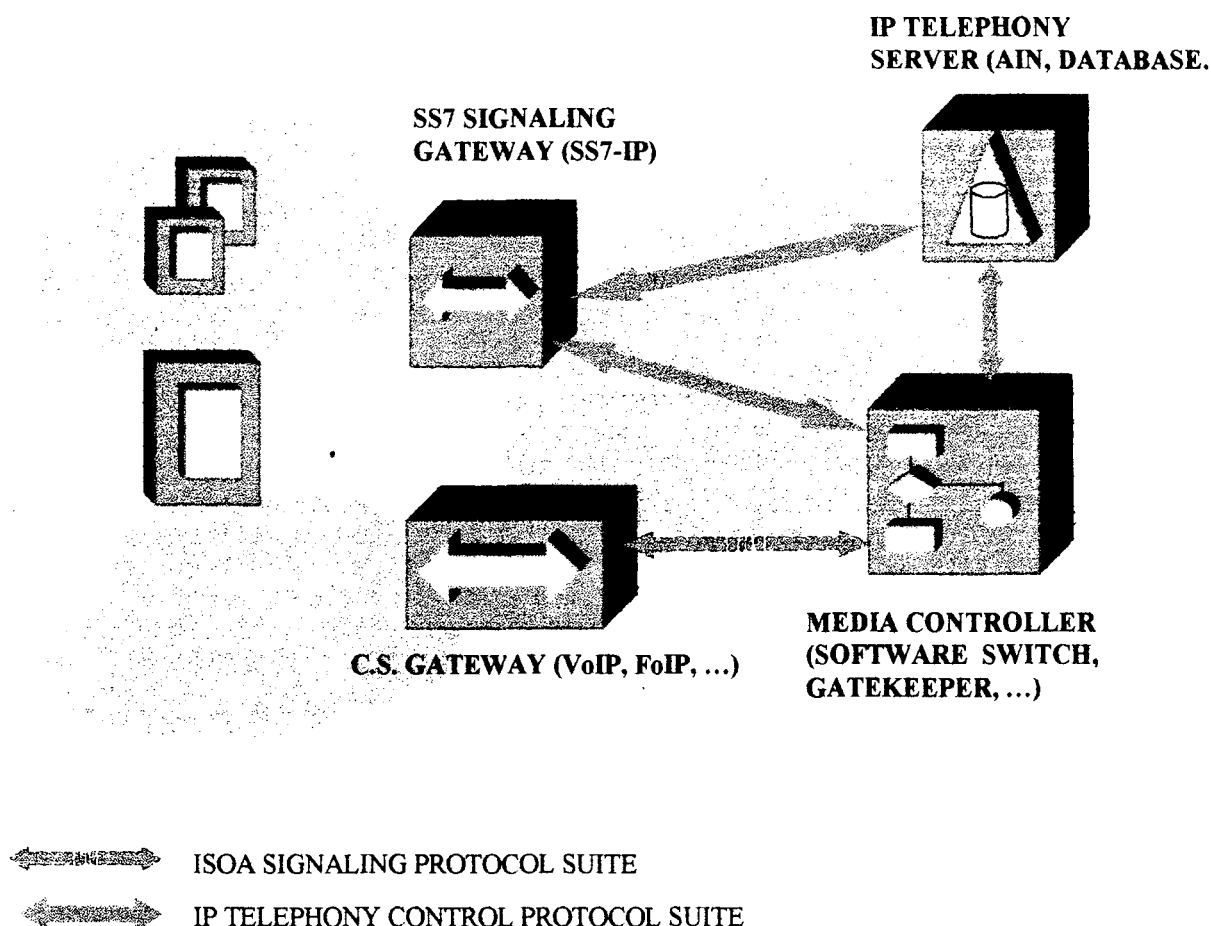 IP TELEPHONY
SERVER (AIN, DATABASE.
SS7 SIGNALING
GATEWAY (SS7-IP)
C.S. GATEWAY (VoIP, FoIP, ...)
MEDIA CONTROLLER
(SOFTWARE SWITCH,
GATEKEEPER, ...)
ISOA SIGNALING PROTOCOL SUITE
IP TELEPHONY CONTROL PROTOCOL SUITE